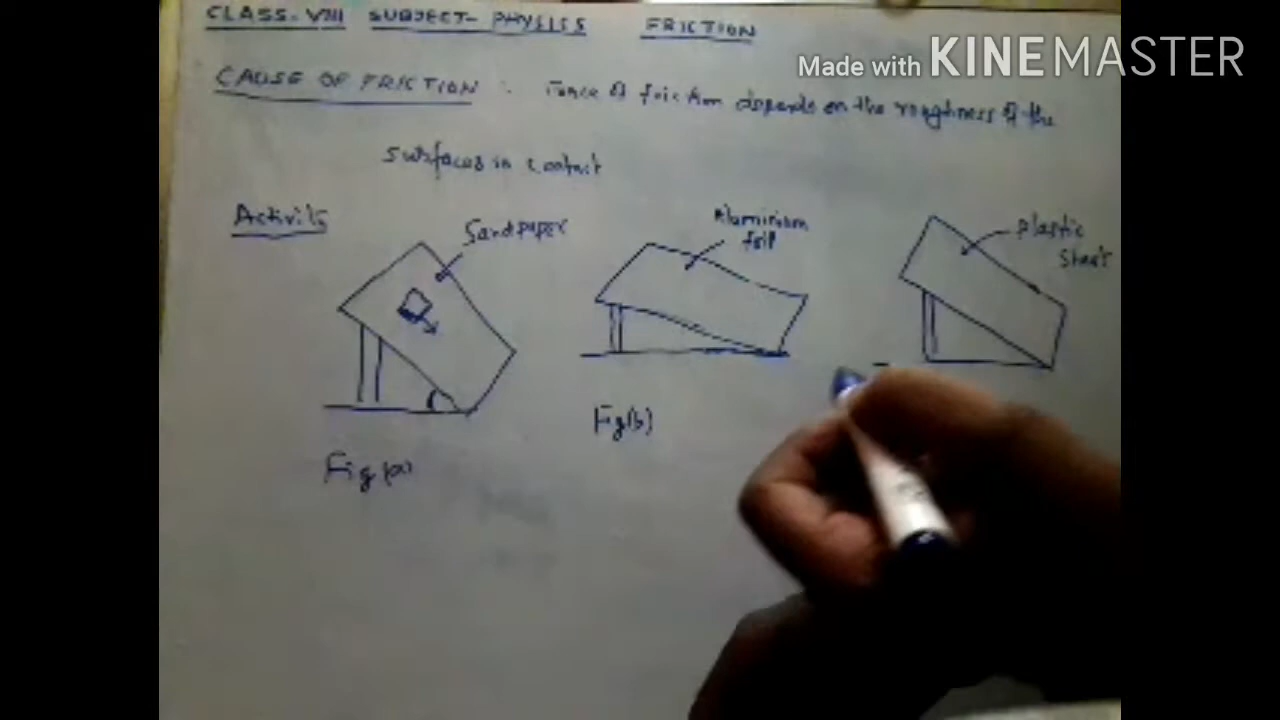 CLASS-VIII SUBJECT- PHYSICS FRICTION
Made with KINEMASTER
CAUSE OF FRICTION : Force of friction depends on the roughness of the
surfaces in contact
Activity
Sandpaper
Aluminium
foil
plastic
sheet
Fig(a)
Fig(b)